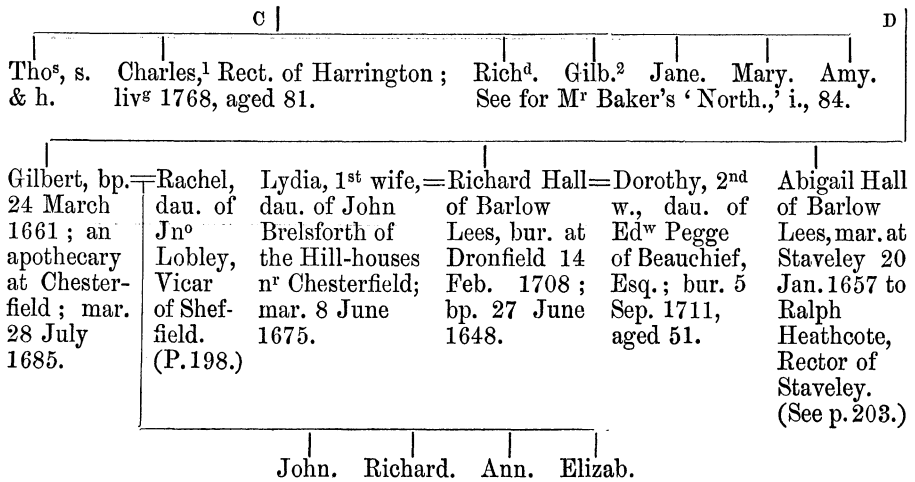 C D
Thoˢ, s. & h.
Charles,¹ Rect. of Harrington ;
livᵍ 1768, aged 81.
Richᵈ. Gilb.² Jane. Mary. Amy.
See for Mʳ Baker's ‘ North.,’ i., 84.
Gilbert, bp.=
24 March
1661 ; an
apothecary
at Chester-
field ; mar.
28 July
1685.
Rachel,
dau. of
Jnᵒ
Lobley,
Vicar
of Shef-
field.
(P. 198.)
Lydia, 1ˢᵗ wife,=
dau. of John
Brelsforth of
the Hill-houses
nʳ Chesterfield;
mar. 8 June
1675.
Richard Hall=
of Barlow
Lees, bur. at
Dronfield 14
Feb. 1708 ;
bp. 27 June
1648.
Dorothy, 2ⁿᵈ
w., dau. of
Edʷ Pegge
of Beauchief,
Esq. ; bur. 5
Sep. 1711,
aged 51.
Abigail Hall
of Barlow
Lees, mar. at
Staveley 20
Jan. 1657 to
Ralph
Heathcote,
Rector of
Staveley.
(See p. 203.)
John. Richard. Ann. Elizab.